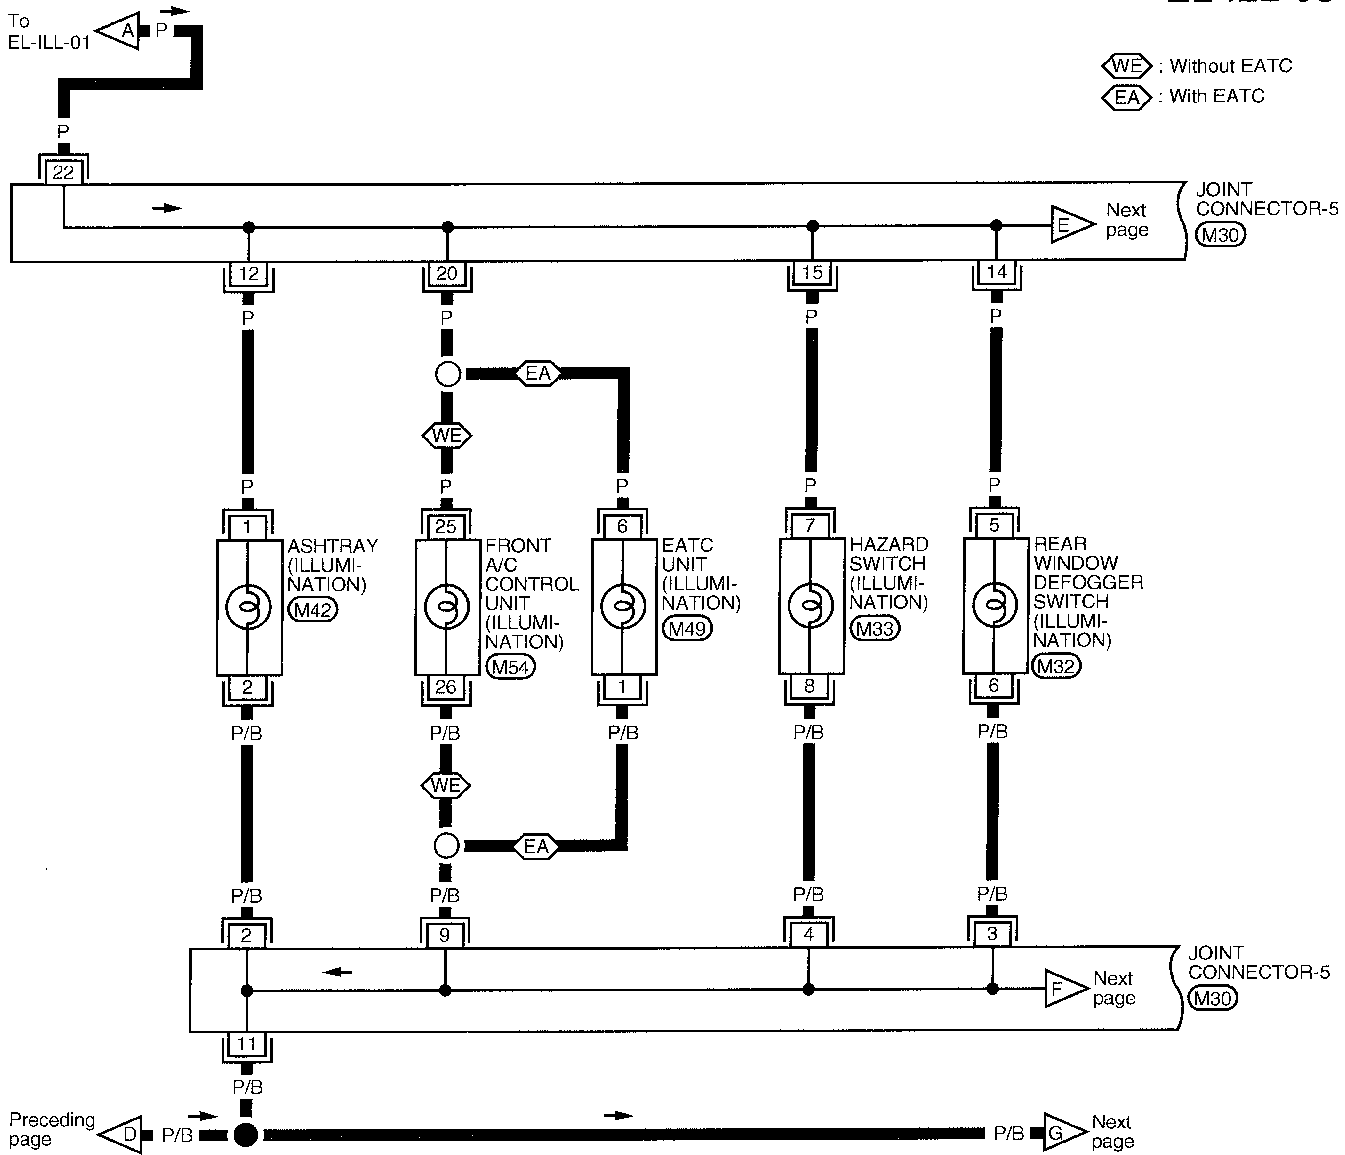 To
EL-ILL-01
A
P
WE : Without EATC
EA : With EATC
P
22
JOINT
CONNECTOR-5
M30
E
Next
page
12
20
15
14
P
P
P
P
EA
WE
P
P
P
P
P
1
25
6
7
5
ASHTRAY
(ILLUMI-
NATION)
M42
FRONT
A/C
CONTROL
UNIT
(ILLUMI-
NATION)
M54
EATC
UNIT
(ILLUMI-
NATION)
M49
HAZARD
SWITCH
(ILLUMI-
NATION)
M33
REAR
WINDOW
DEFOGGER
SWITCH
(ILLUMI-
NATION)
M32
2
26
1
8
6
P/B
P/B
P/B
P/B
P/B
WE
EA
P/B
P/B
P/B
P/B
2
9
4
3
JOINT
CONNECTOR-5
M30
F
Next
page
11
P/B
Preceding
page
D
P/B
P/B
G
Next
page